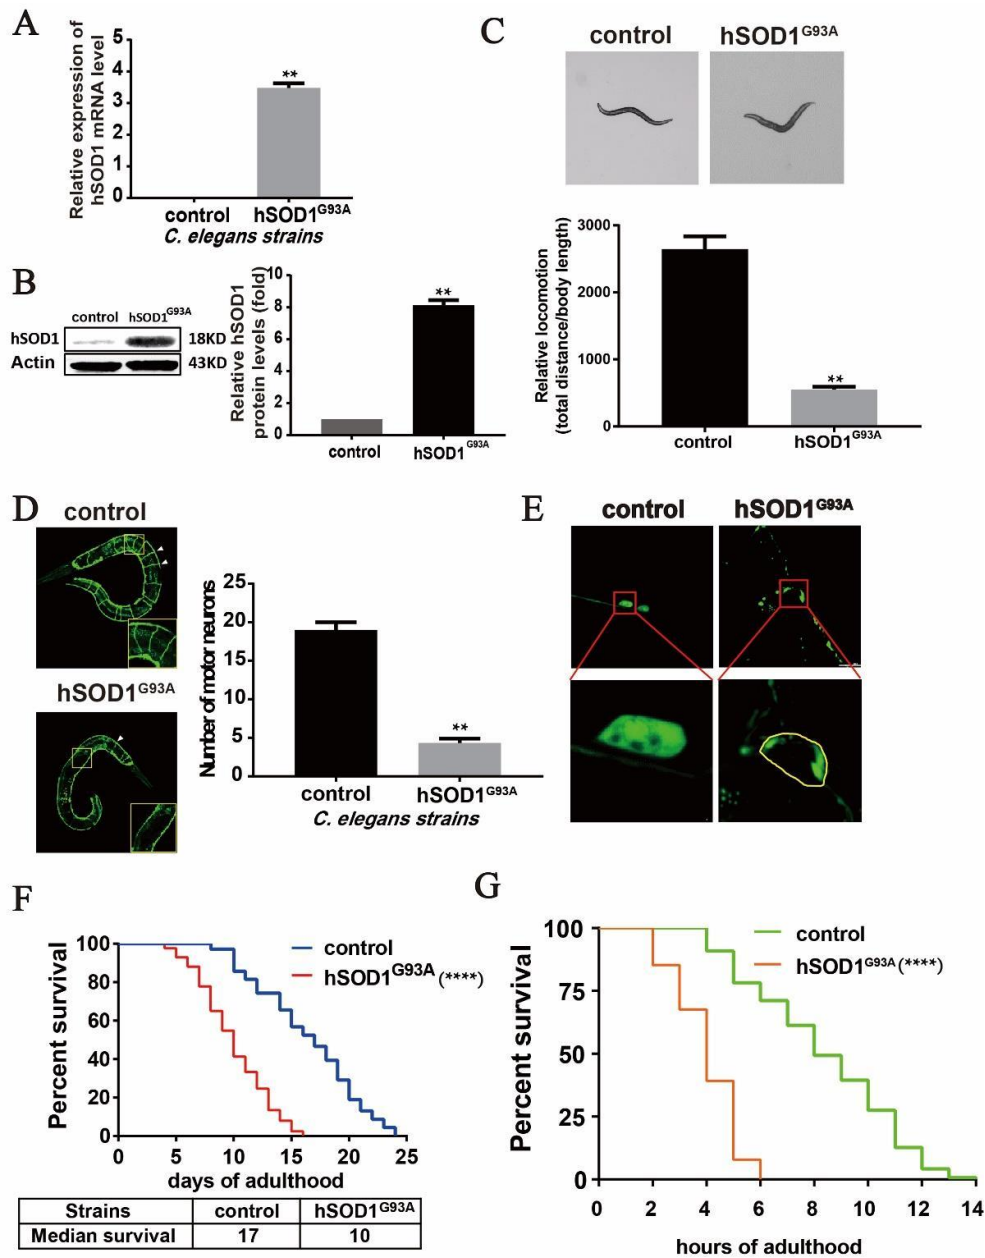 A
Relative expression of
hSOD1 mRNA level
5
4
3
2
1
0
**
control hSOD1G93A
C. elegans strains
B
control hSOD1G93A
hSOD1 18KD
Actin 43KD
Relative hSOD1
protein levels (fold)
10
8
6
4
2
0
**
control hSOD1G93A
C
control hSOD1G93A
Relative locomotion
(total distance/body length)
3000
2000
1000
0
**
control hSOD1G93A
D
control
hSOD1G93A
Number of motor neurons
25
20
15
10
5
0
**
control hSOD1G93A
C. elegans strains
E
control hSOD1G93A
F
Percent survival
100
80
60
40
20
0
control
hSOD1G93A (****)
0 5 10 15 20 25
days of adulthood
Strains control hSOD1G93A
Median survival 17 10
G
Percent survival
100
75
50
25
0
control
hSOD1G93A (****)
0 2 4 6 8 10 12 14
hours of adulthood